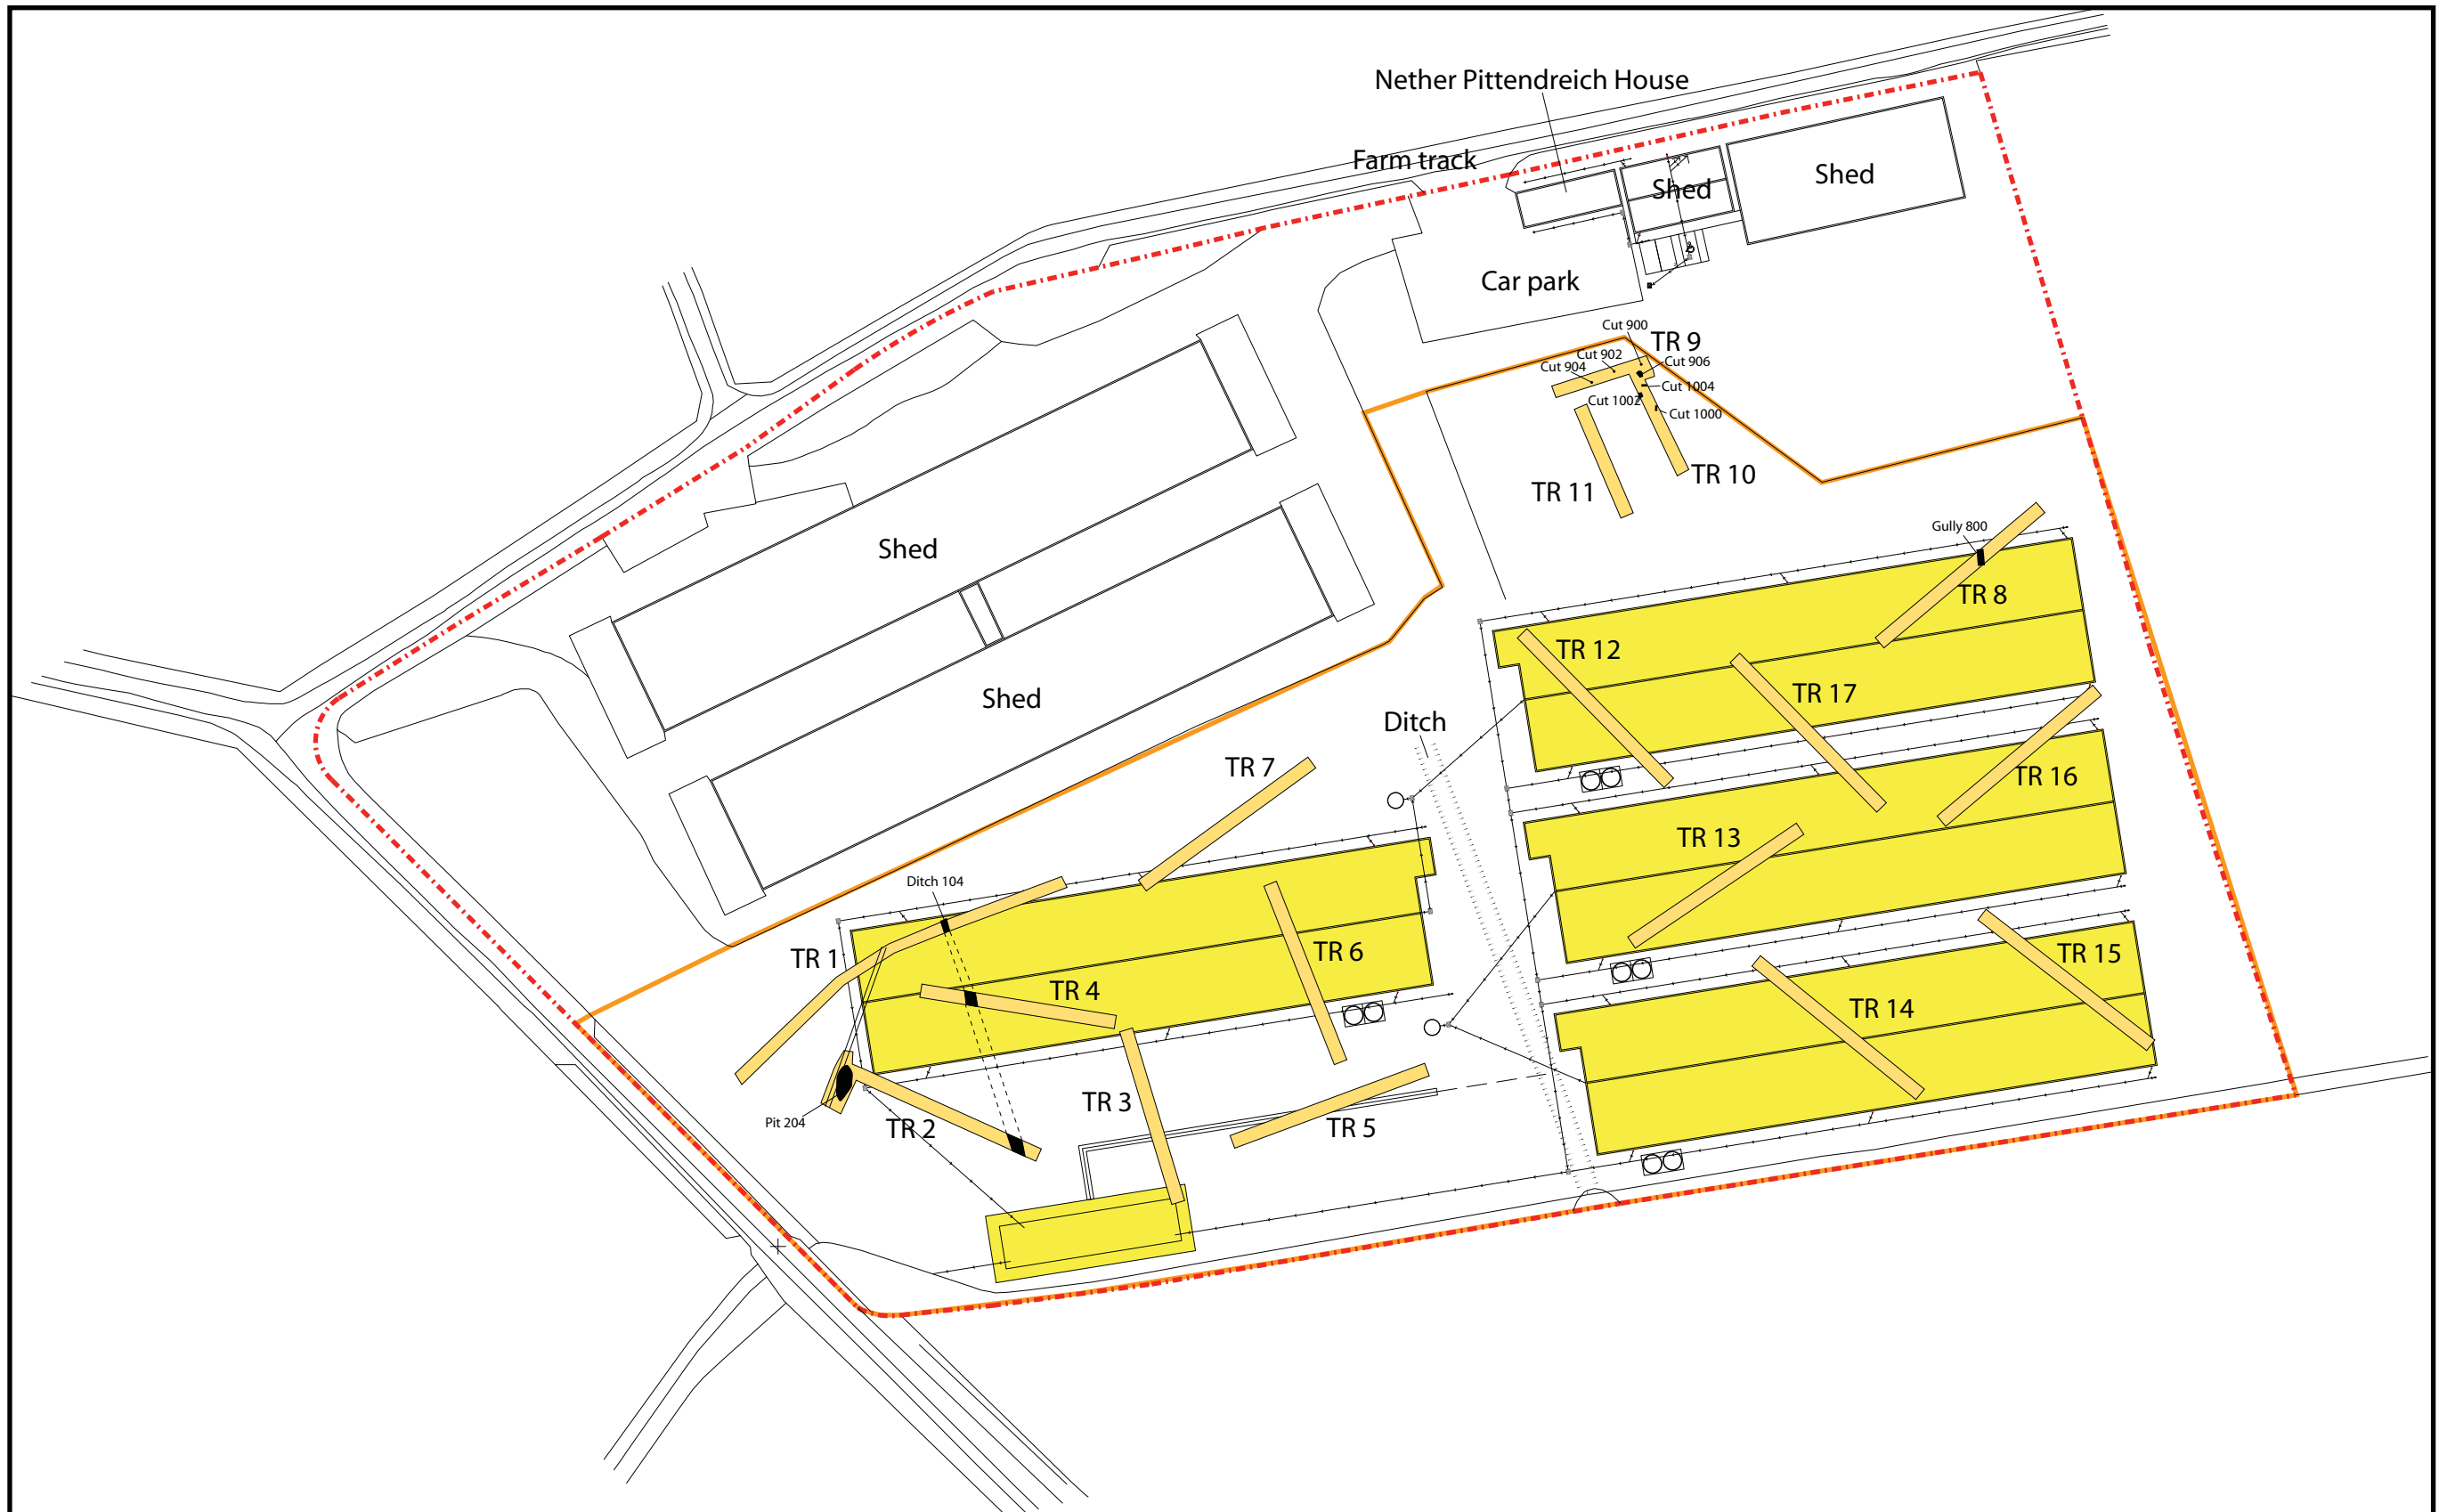 Nether Pittendreich House
Farm track
Shed
Shed
Car park
Cut 900
TR 9
Cut 902
Cut 906
Cut 904
Cut 1004
Cut 1002
Cut 1000
TR 10
TR 11
Gully 800
Shed
TR 8
TR 12
TR 17
Shed
Ditch
TR 7
TR 16
TR 13
Ditch 104
TR 1
TR 6
TR 15
TR 4
TR 14
TR 3
Pit 204
TR 2
TR 5